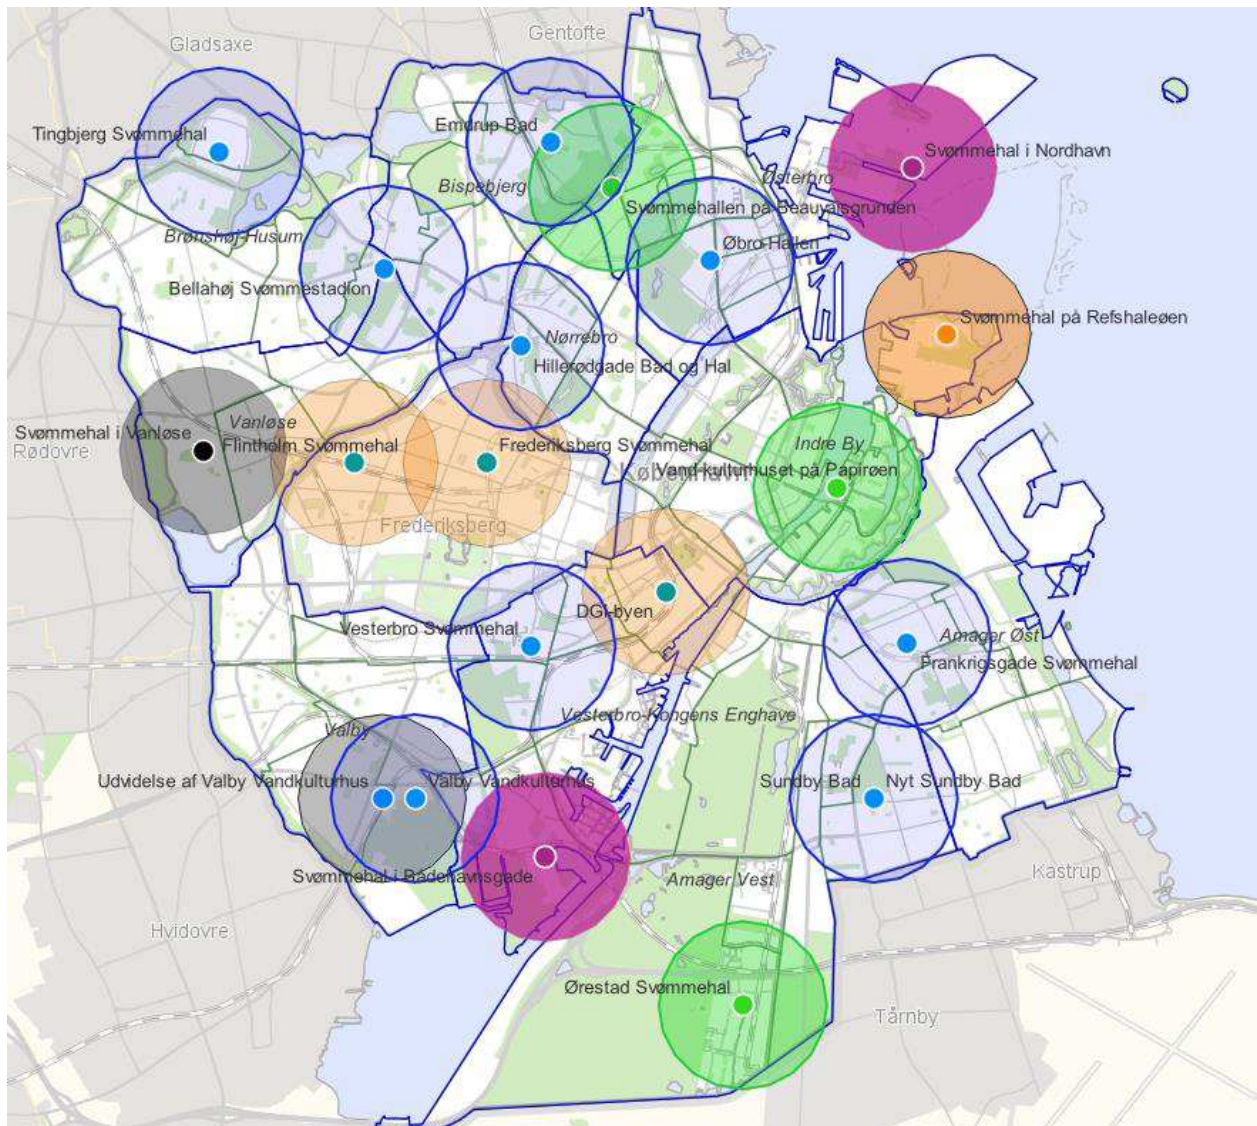 Gentofte
Gladsaxe
Tingbjerg Svømmehal
Emdrup Bad
Svømmehal i Nordhavn
Bispebjerg
Østerbro
Svømmehallen på Beauvaisgrunden
Brønshøj-Husum
Øbro-Hallen
Bellahøj Svømmestadion
Svømmehal på Refshaleøen
Nørrebro
Hillerødgade Bad og Hal
Vanløse
Svømmehal i Vanløse
Rødovre
Flintholm Svømmehal
Frederiksberg Svømmehal
Indre By
København
Vandkulturhuset på Papirøen
Frederiksberg
DGI-byen
Vesterbro Svømmehal
Amager Øst
Frankrigsgade Svømmehal
Vesterbro-Kongens Enghave
Valby
Udvidelse af Valby Vandkulturhus
Valby Vandkulturhus
Sundby Bad
Nyt Sundby Bad
Svømmehal i Bådehavnsgade
Amager Vest
Kastrup
Hvidovre
Ørestad Svømmehal
Tårnby